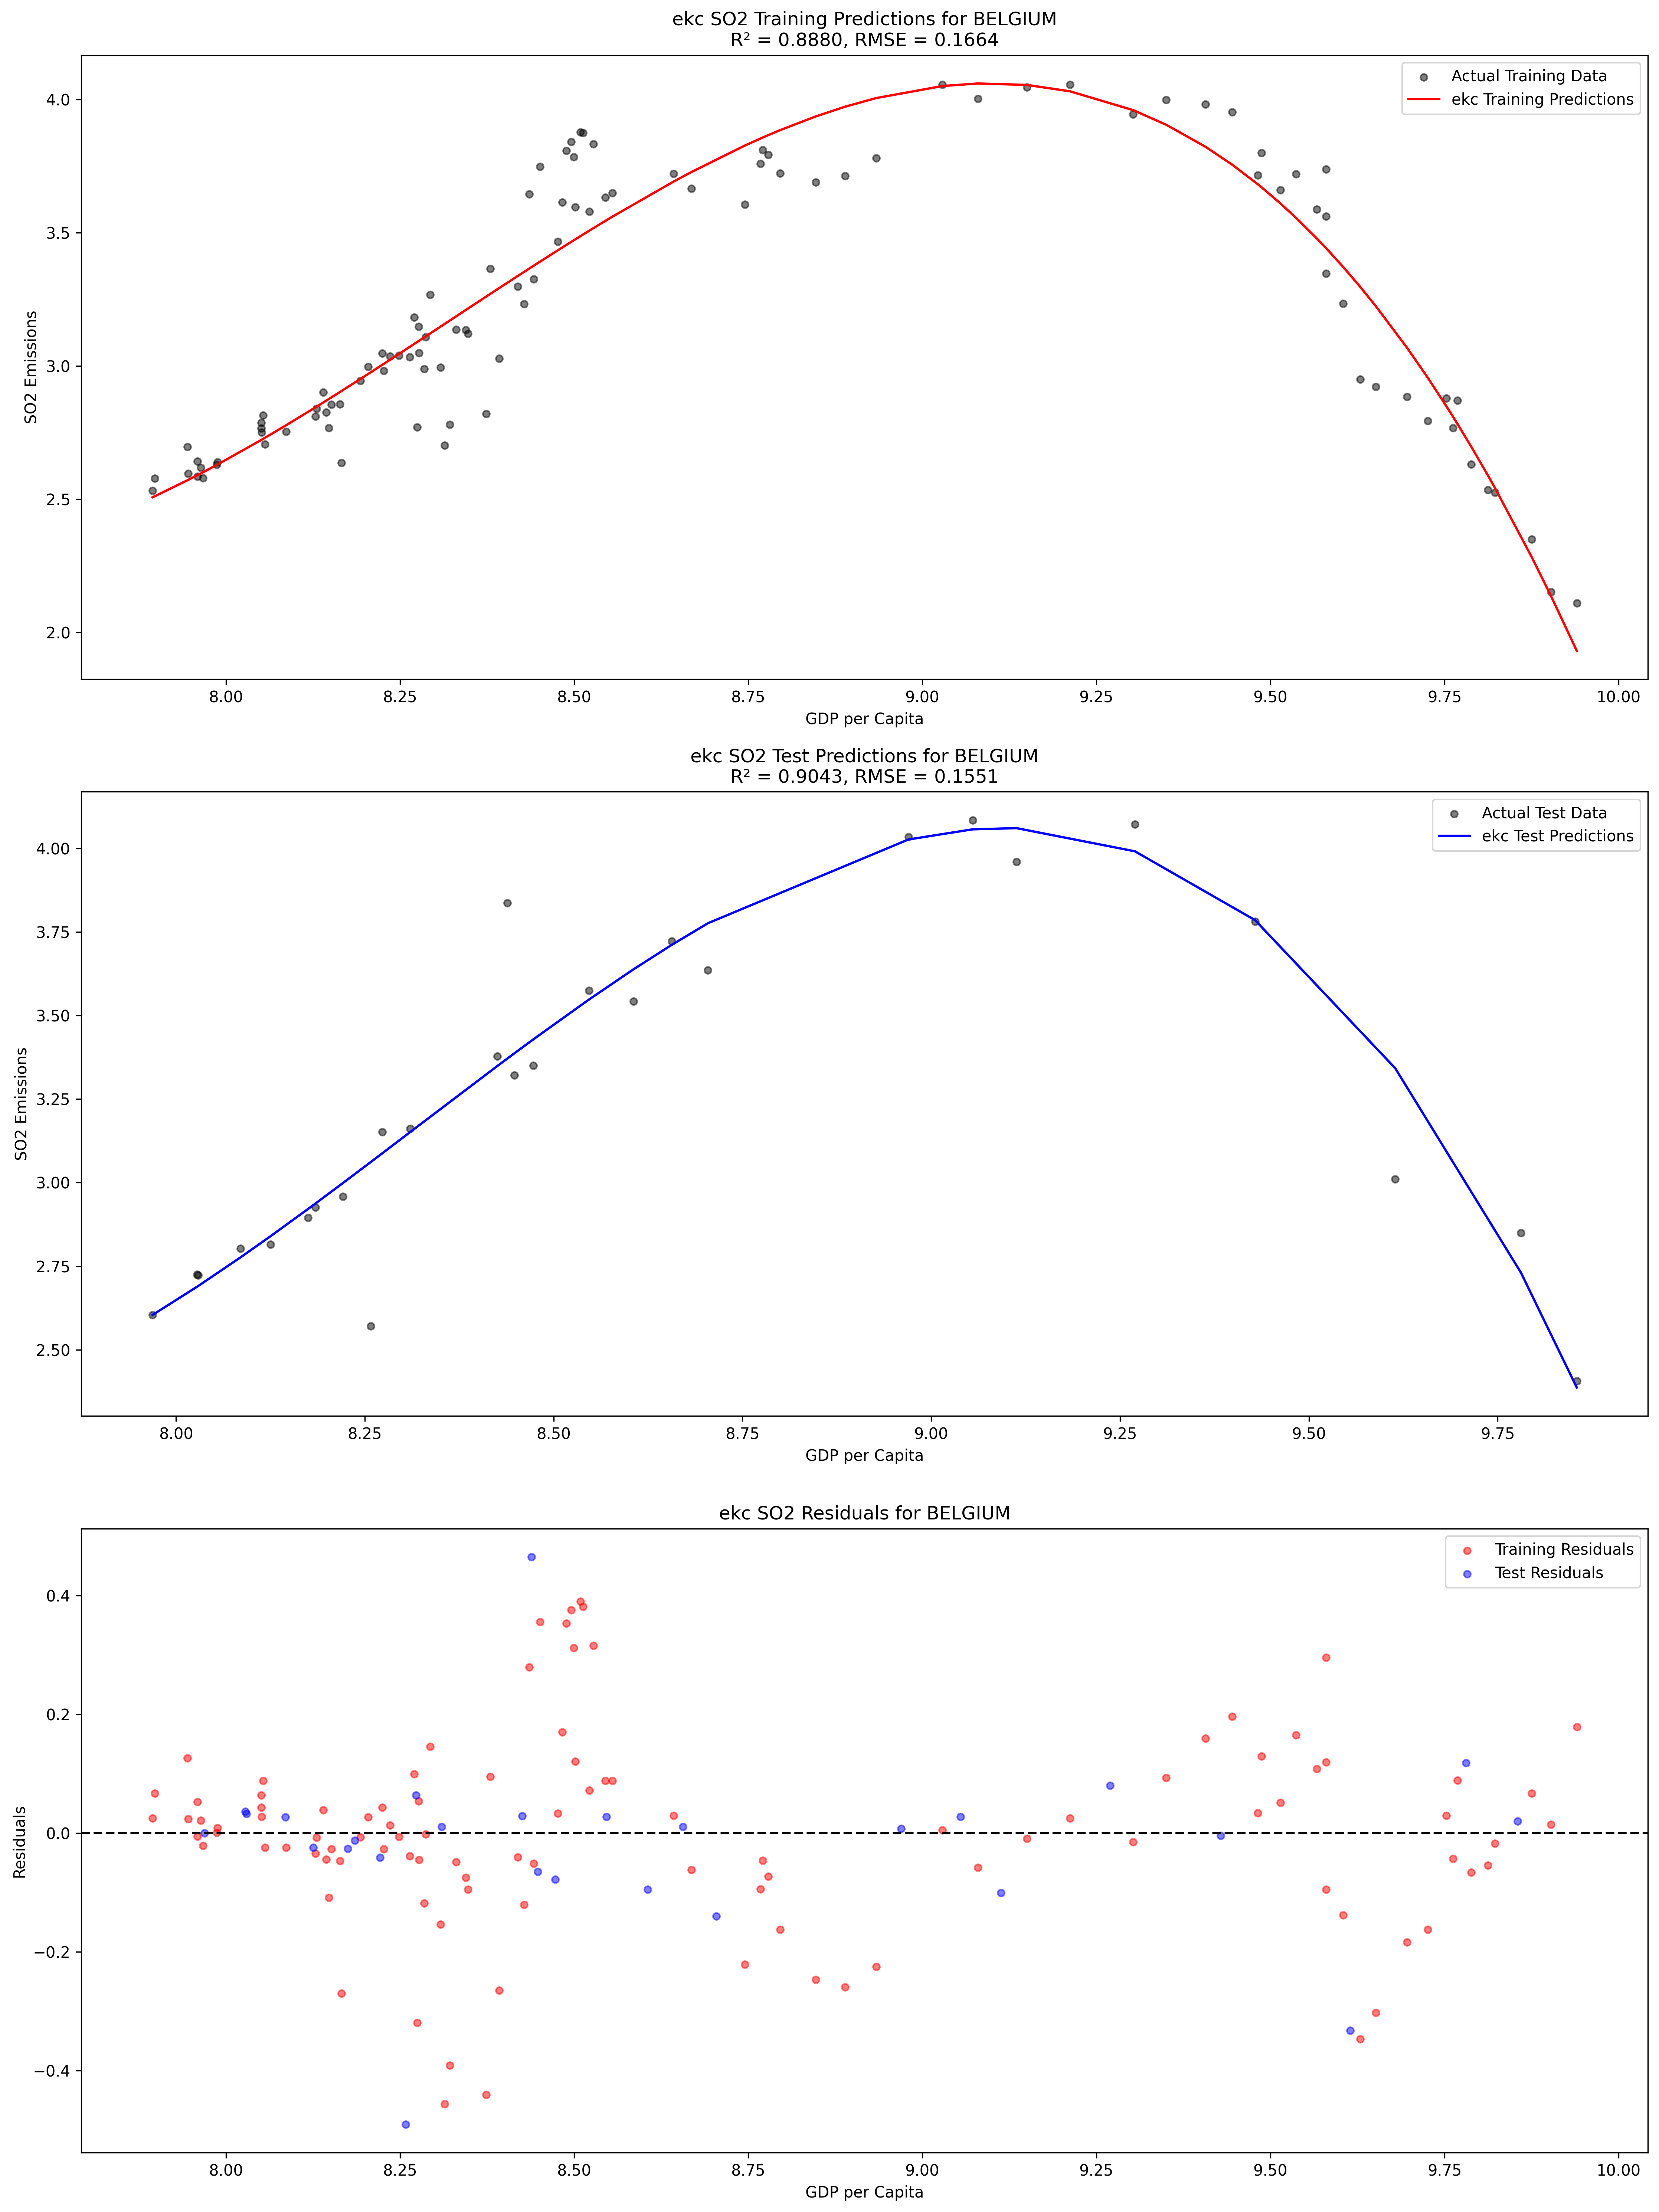 ekc SO2 Training Predictions for BELGIUM
R² = 0.8880, RMSE = 0.1664
Actual Training Data
ekc Training Predictions
SO2 Emissions
4.0
3.5
3.0
2.5
2.0
8.00 8.25 8.50 8.75 9.00 9.25 9.50 9.75 10.00
GDP per Capita
ekc SO2 Test Predictions for BELGIUM
R² = 0.9043, RMSE = 0.1551
Actual Test Data
ekc Test Predictions
SO2 Emissions
4.00
3.75
3.50
3.25
3.00
2.75
2.50
8.00 8.25 8.50 8.75 9.00 9.25 9.50 9.75
GDP per Capita
ekc SO2 Residuals for BELGIUM
Training Residuals
Test Residuals
Residuals
0.4
0.2
0.0
−0.2
−0.4
8.00 8.25 8.50 8.75 9.00 9.25 9.50 9.75 10.00
GDP per Capita